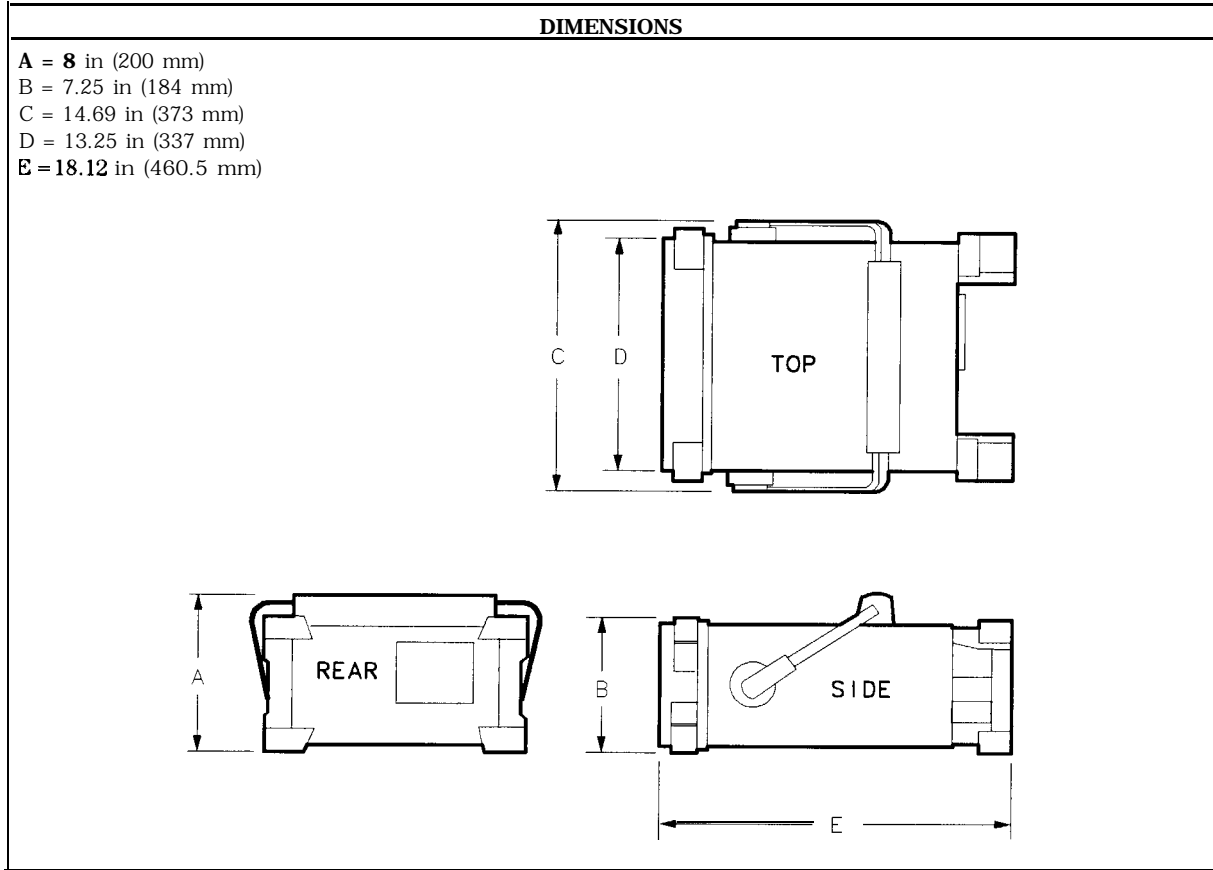 DIMENSIONS
A = 8 in (200 mm)
B = 7.25 in (184 mm)
C = 14.69 in (373 mm)
D = 13.25 in (337 mm)
E = 18.12 in (460.5 mm)
C
D
TOP
A
REAR
B
SIDE
E